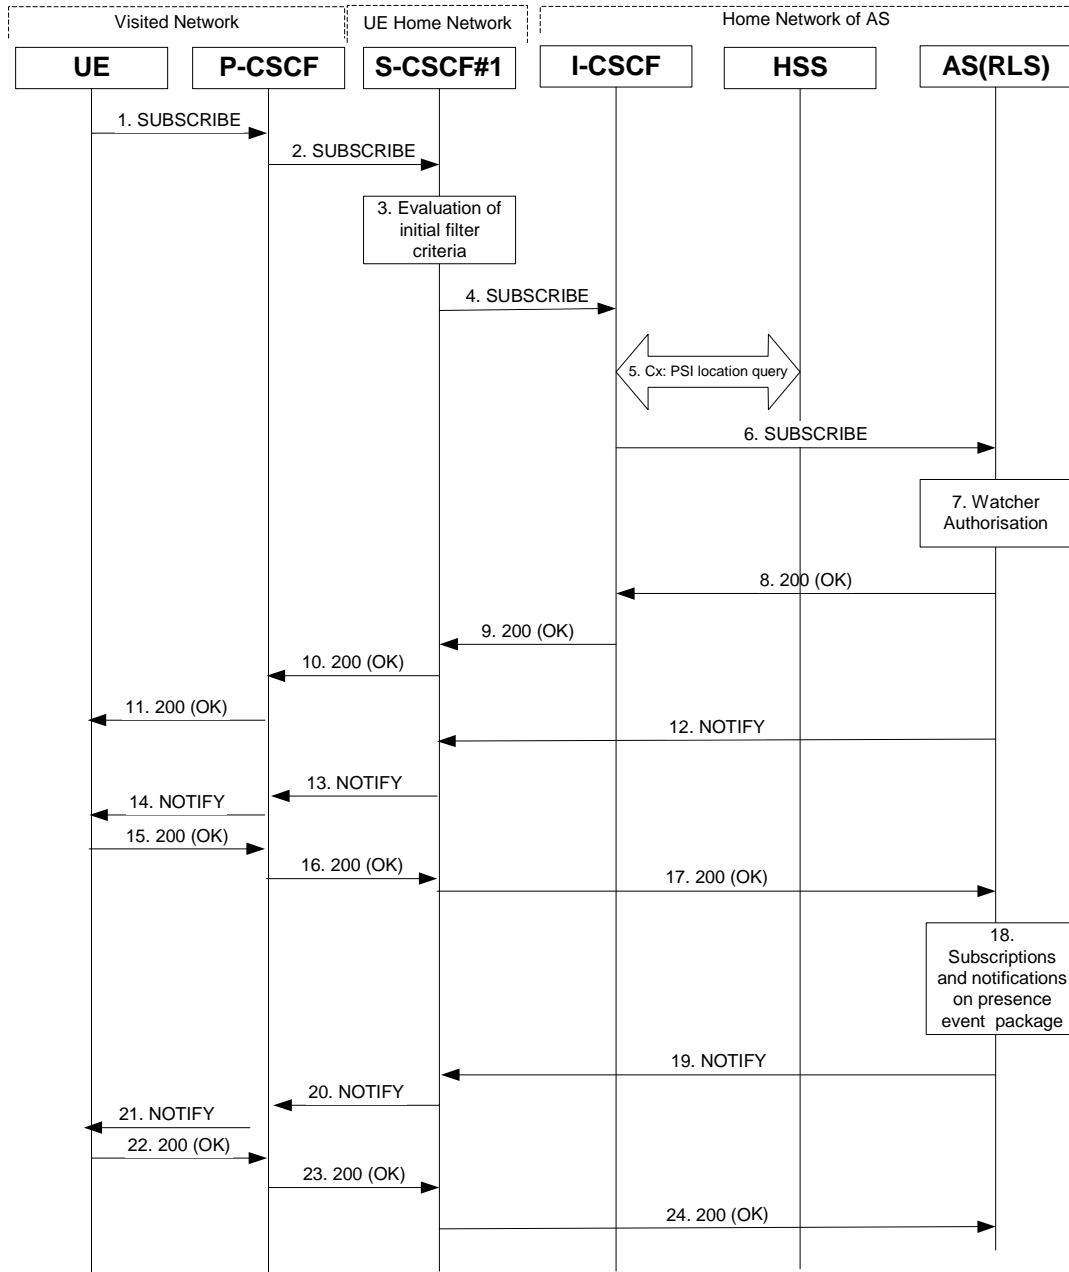 Visited Network
UE Home Network
Home Network of AS
UE
P-CSCF
S-CSCF#1
I-CSCF
HSS
AS(RLS)
1. SUBSCRIBE
2. SUBSCRIBE
3. Evaluation of
initial filter
criteria
4. SUBSCRIBE
5. Cx: PSI location query
6. SUBSCRIBE
7. Watcher
Authorisation
8. 200 (OK)
9. 200 (OK)
10. 200 (OK)
11. 200 (OK)
12. NOTIFY
13. NOTIFY
14. NOTIFY
15. 200 (OK)
16. 200 (OK)
17. 200 (OK)
18.
Subscriptions
and notifications
on presence
event package
19. NOTIFY
20. NOTIFY
21. NOTIFY
22. 200 (OK)
23. 200 (OK)
24. 200 (OK)